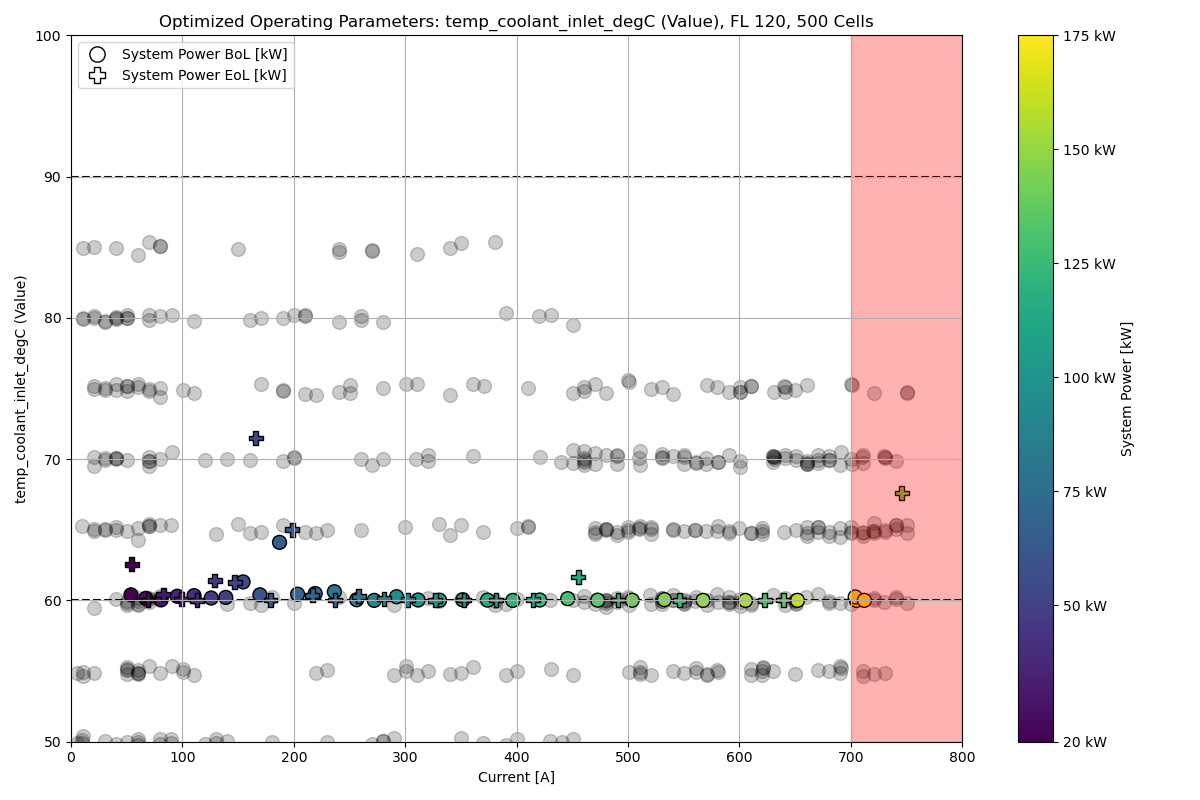 Optimized Operating Parameters: temp_coolant_inlet_degC (Value), FL 120, 500 Cells
System Power BoL [kW]
System Power EoL [kW]
temp_coolant_inlet_degC (Value)
100
90
80
70
60
50
0
100
200
300
400
500
600
700
800
Current [A]
175 kW
150 kW
125 kW
100 kW
75 kW
50 kW
20 kW
System Power [kW]